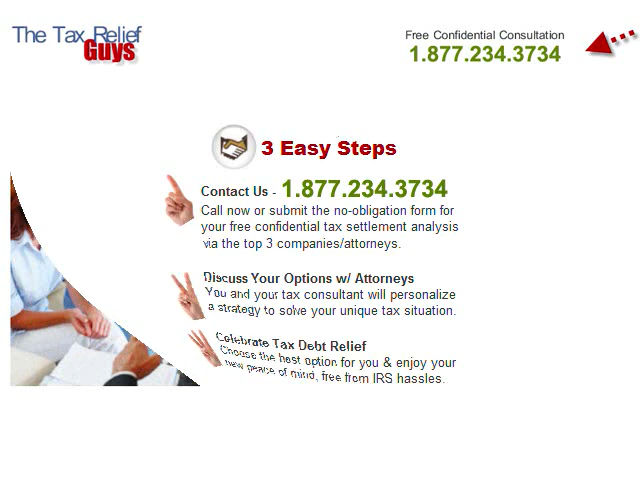 The Tax Relief
Guys
Free Confidential Consultation
1.877.234.3734
3 Easy Steps
Contact Us - 1.877.234.3734
Call now or submit the no-obligation form for
your free confidential tax settlement analysis
via the top 3 companies/attorneys.
Discuss Your Options w/ Attorneys
You and your tax consultant will personalize
a strategy to solve your unique tax situation.
Celebrate Tax Debt Relief
Choose the best option for you & enjoy your
new peace of mind, free from IRS hassles.